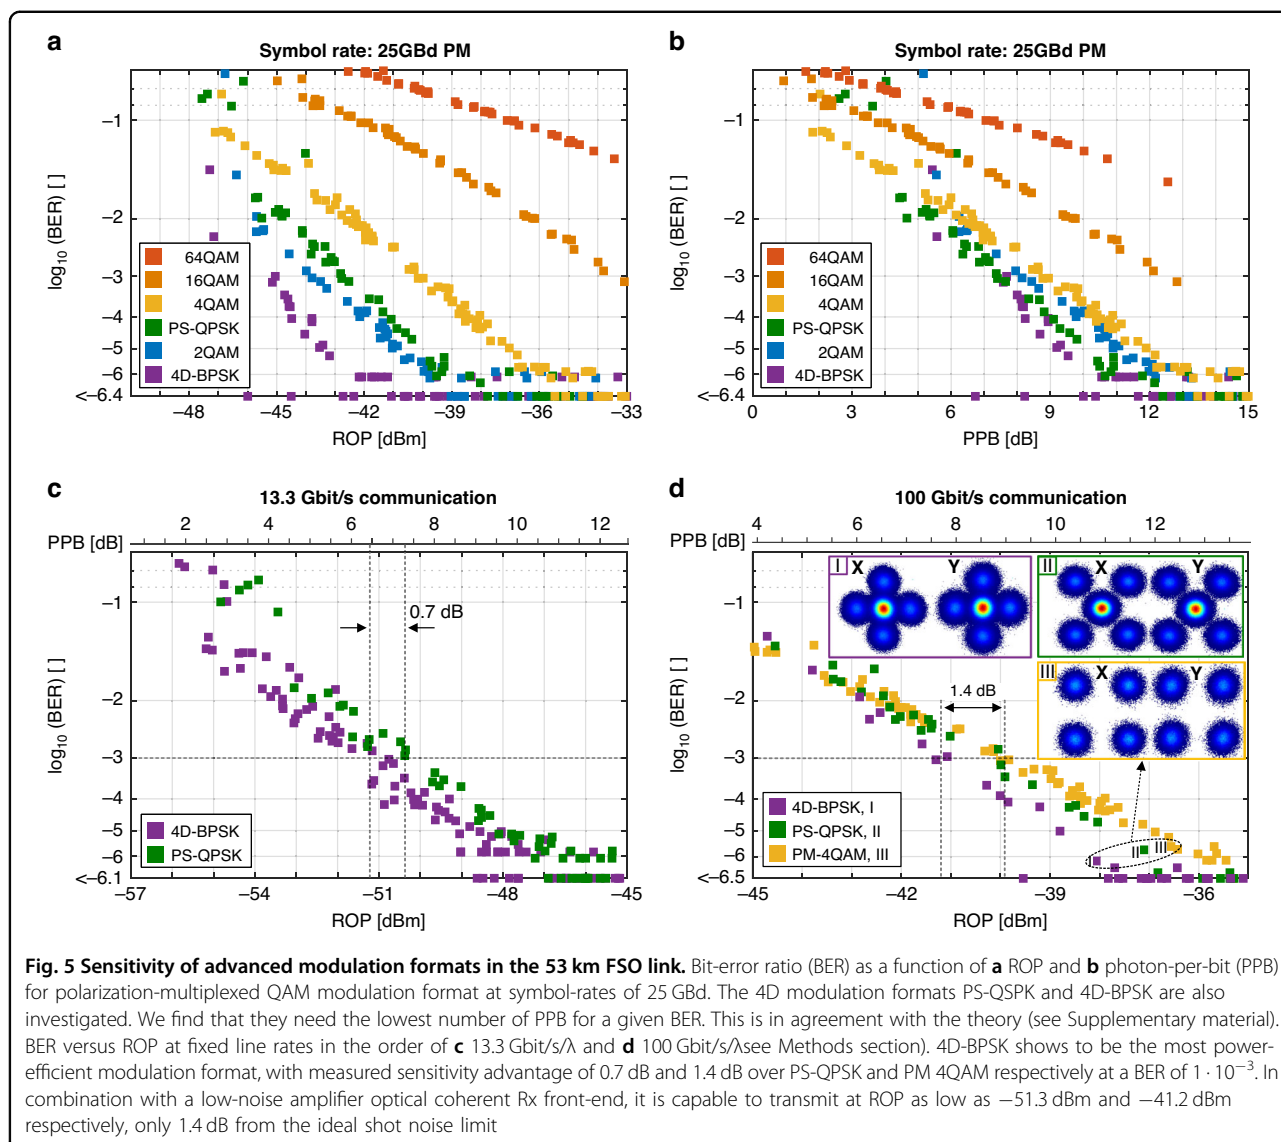 a
Symbol rate: 25GBd PM
log10 (BER) [ ]
−1
−2
−3
−4
−5
−6
<−6.4
64QAM
16QAM
4QAM
PS-QPSK
2QAM
4D-BPSK
−48
−45
−42
−39
−36
−33
ROP [dBm]
b
Symbol rate: 25GBd PM
log10 (BER) [ ]
−1
−2
−3
−4
−5
−6
<−6.4
64QAM
16QAM
4QAM
PS-QPSK
2QAM
4D-BPSK
0
3
6
9
12
15
PPB [dB]
c
13.3 Gbit/s communication
2
4
6
8
10
12
PPB [dB]
log10 (BER) [ ]
−1
−2
−3
−4
−5
−6
<−6.1
0.7 dB
4D-BPSK
PS-QPSK
−57
−54
−51
−48
−45
ROP [dBm]
d
100 Gbit/s communication
4
6
8
10
12
PPB [dB]
log10 (BER) [ ]
−1
−2
−3
−4
−5
−6
<−6.5
I X Y
II X Y
III X Y
1.4 dB
4D-BPSK, I
PS-QPSK, II
PM-4QAM, III
I
II
III
−45
−42
−39
−36
ROP [dBm]
Fig. 5 Sensitivity of advanced modulation formats in the 53 km FSO link. Bit-error ratio (BER) as a function of a ROP and b photon-per-bit (PPB)
for polarization-multiplexed QAM modulation format at symbol-rates of 25 GBd. The 4D modulation formats PS-QSPK and 4D-BPSK are also
investigated. We find that they need the lowest number of PPB for a given BER. This is in agreement with the theory (see Supplementary material).
BER versus ROP at fixed line rates in the order of c 13.3 Gbit/s/λ and d 100 Gbit/s/λsee Methods section). 4D-BPSK shows to be the most power-
efficient modulation format, with measured sensitivity advantage of 0.7 dB and 1.4 dB over PS-QPSK and PM 4QAM respectively at a BER of 1 · 10⁻³. In
combination with a low-noise amplifier optical coherent Rx front-end, it is capable to transmit at ROP as low as −51.3 dBm and −41.2 dBm
respectively, only 1.4 dB from the ideal shot noise limit